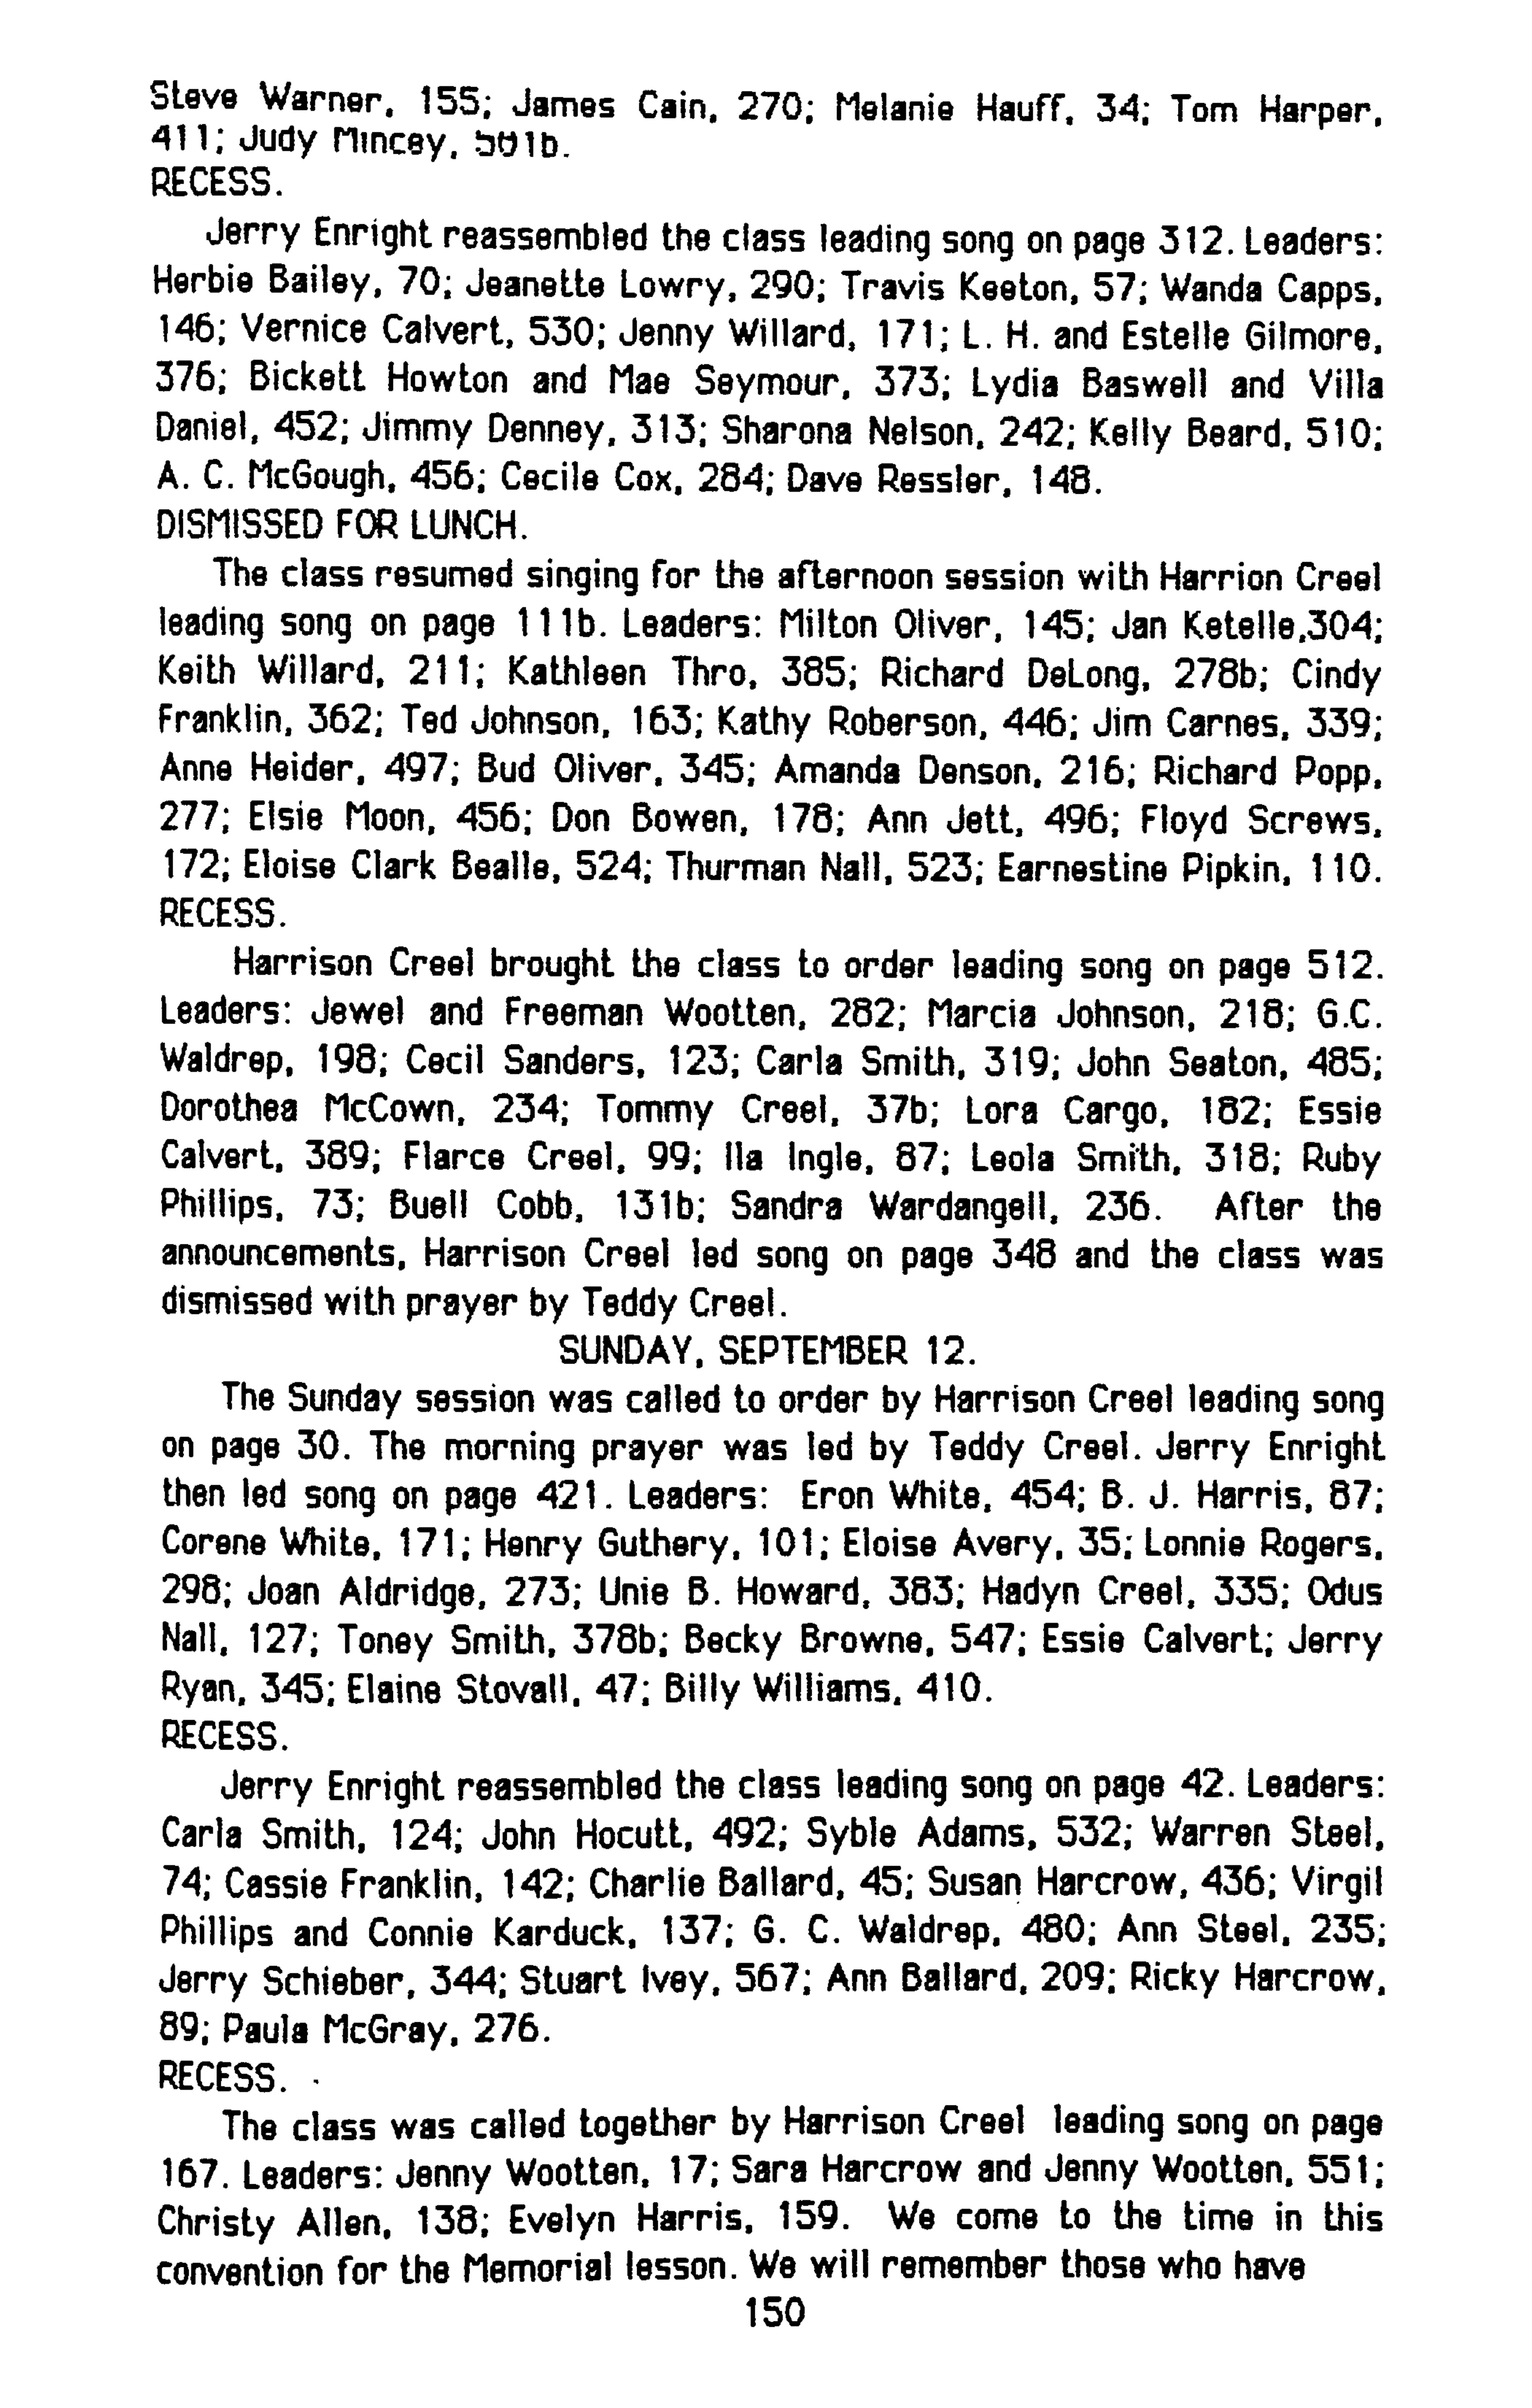 Steve Warner, 155; James Cain, 270; Melanie Hauff, 34; Tom Harper,
411; Judy Mincey,
RECESS.
Jerry Enright reassembled the class leading song on page 312. Leaders:
Herbie Bailey, 70; Jeanette Lowry, 290; Travis Keeton, 57; Wanda Capps,
146; Vernice Calvert, 530; Jenny Willard, 171; L. H. and Estelle Gilmore,
376; Bickett Howton and Mae Seymour, 373; Lydia Baswell and Villa
Daniel, 452; Jimmy Denney, 313; Sharona Nelson, 242; Kelly Beard, 510;
A. C. McGough, 456; Cecile Cox, 284; Dave Ressler, 148.
DISMISSED FOR LUNCH.
The class resumed singing for the afternoon session with Harrion Creel
leading song on page 111b. Leaders: Milton Oliver, 145; Jan Ketelle,304;
Keith Willard, 211; Kathleen Thro, 385; Richard DeLong, 278b; Cindy
Franklin, 362; Ted Johnson, 163; Kathy Roberson, 446; Jim Carnes, 339;
Anne Heider, 497; Bud Oliver, 345; Amanda Denson, 216; Richard Popp,
277; Elsie Moon, 456; Don Bowen, 178; Ann Jett, 496; Floyd Screws,
172; Eloise Clark Bealle, 524; Thurman Nall, 523; Earnestine Pipkin, 110.
RECESS.
Harrison Creel brought the class to order leading song on page 512.
Leaders: Jewel and Freeman Wootten, 282; Marcia Johnson, 218; G.C.
Waldrep, 198; Cecil Sanders, 123; Carla Smith, 319; John Seaton, 485;
Dorothea McCown, 234; Tommy Creel, 37b; Lora Cargo, 182; Essie
Calvert, 389; Flarce Creel, 99; Ila Ingle, 87; Leola Smith, 318; Ruby
Phillips, 73; Buell Cobb, 131b; Sandra Wardangell, 236. After the
announcements, Harrison Creel led song on page 348 and the class was
dismissed with prayer by Teddy Creel.
SUNDAY, SEPTEMBER 12.
The Sunday session was called to order by Harrison Creel leading song
on page 30. The morning prayer was led by Teddy Creel. Jerry Enright
then led song on page 421. Leaders: Eron White, 454; B. J. Harris, 87;
Corene White, 171; Henry Guthery, 101; Eloise Avery, 35; Lonnie Rogers,
298; Joan Aldridge, 273; Unie B. Howard, 383; Hadyn Creel, 335; Odus
Nall, 127; Toney Smith, 378b; Becky Browne, 547; Essie Calvert; Jerry
Ryan, 345; Elaine Stovall, 47; Billy Williams, 410.
RECESS.
Jerry Enright reassembled the class leading song on page 42. Leaders:
Carla Smith, 124; John Hocutt, 492; Syble Adams, 532; Warren Steel,
74; Cassie Franklin, 142; Charlie Ballard, 45; Susan Harcrow, 436; Virgil
Phillips and Connie Karduck, 137; G. C. Waldrep, 480; Ann Steel, 235;
Jerry Schieber, 344; Stuart Ivey, 567; Ann Ballard, 209; Ricky Harcrow,
89; Paula McGray, 276.
RECESS.
The class was called together by Harrison Creel leading song on page
167. Leaders: Jenny Wootten, 17; Sara Harcrow and Jenny Wootten, 551;
Christy Allen, 138; Evelyn Harris, 159. We come to the time in this
convention for the Memorial lesson. We will remember those who have
150